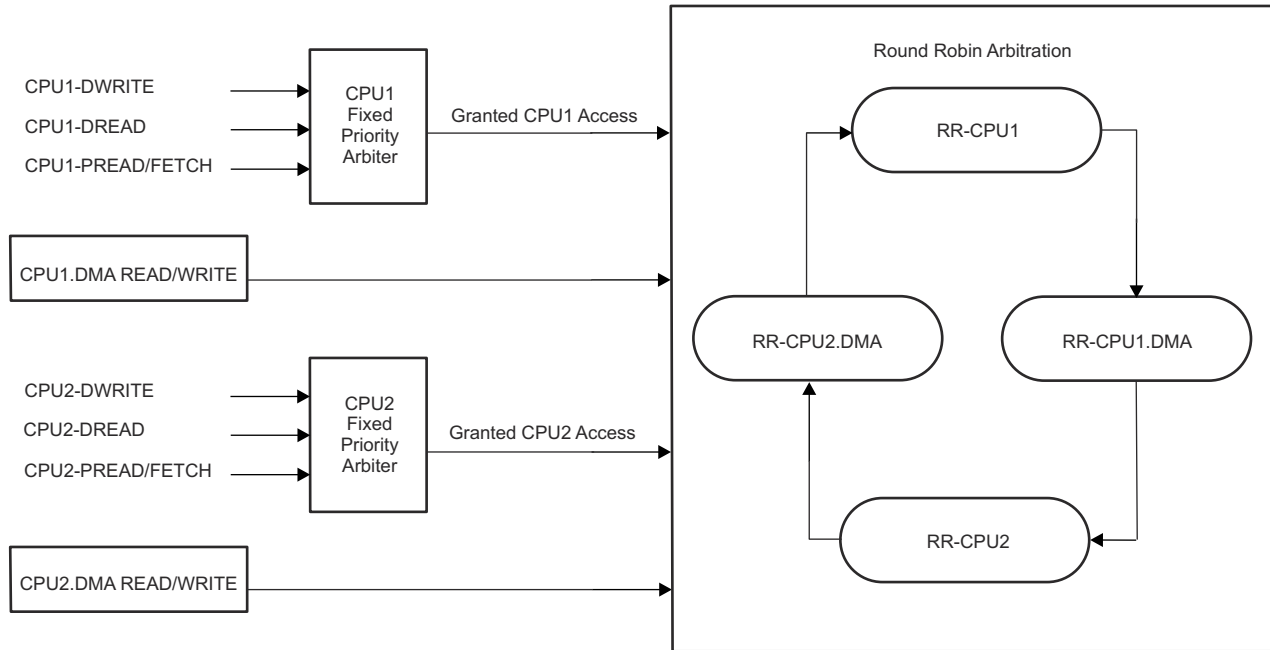 CPU1-DWRITE
CPU1-DREAD
CPU1-PREAD/FETCH
CPU1
Fixed
Priority
Arbiter
Granted CPU1 Access
CPU1.DMA READ/WRITE
CPU2-DWRITE
CPU2-DREAD
CPU2-PREAD/FETCH
CPU2
Fixed
Priority
Arbiter
Granted CPU2 Access
CPU2.DMA READ/WRITE
Round Robin Arbitration
RR-CPU1
RR-CPU2.DMA
RR-CPU1.DMA
RR-CPU2